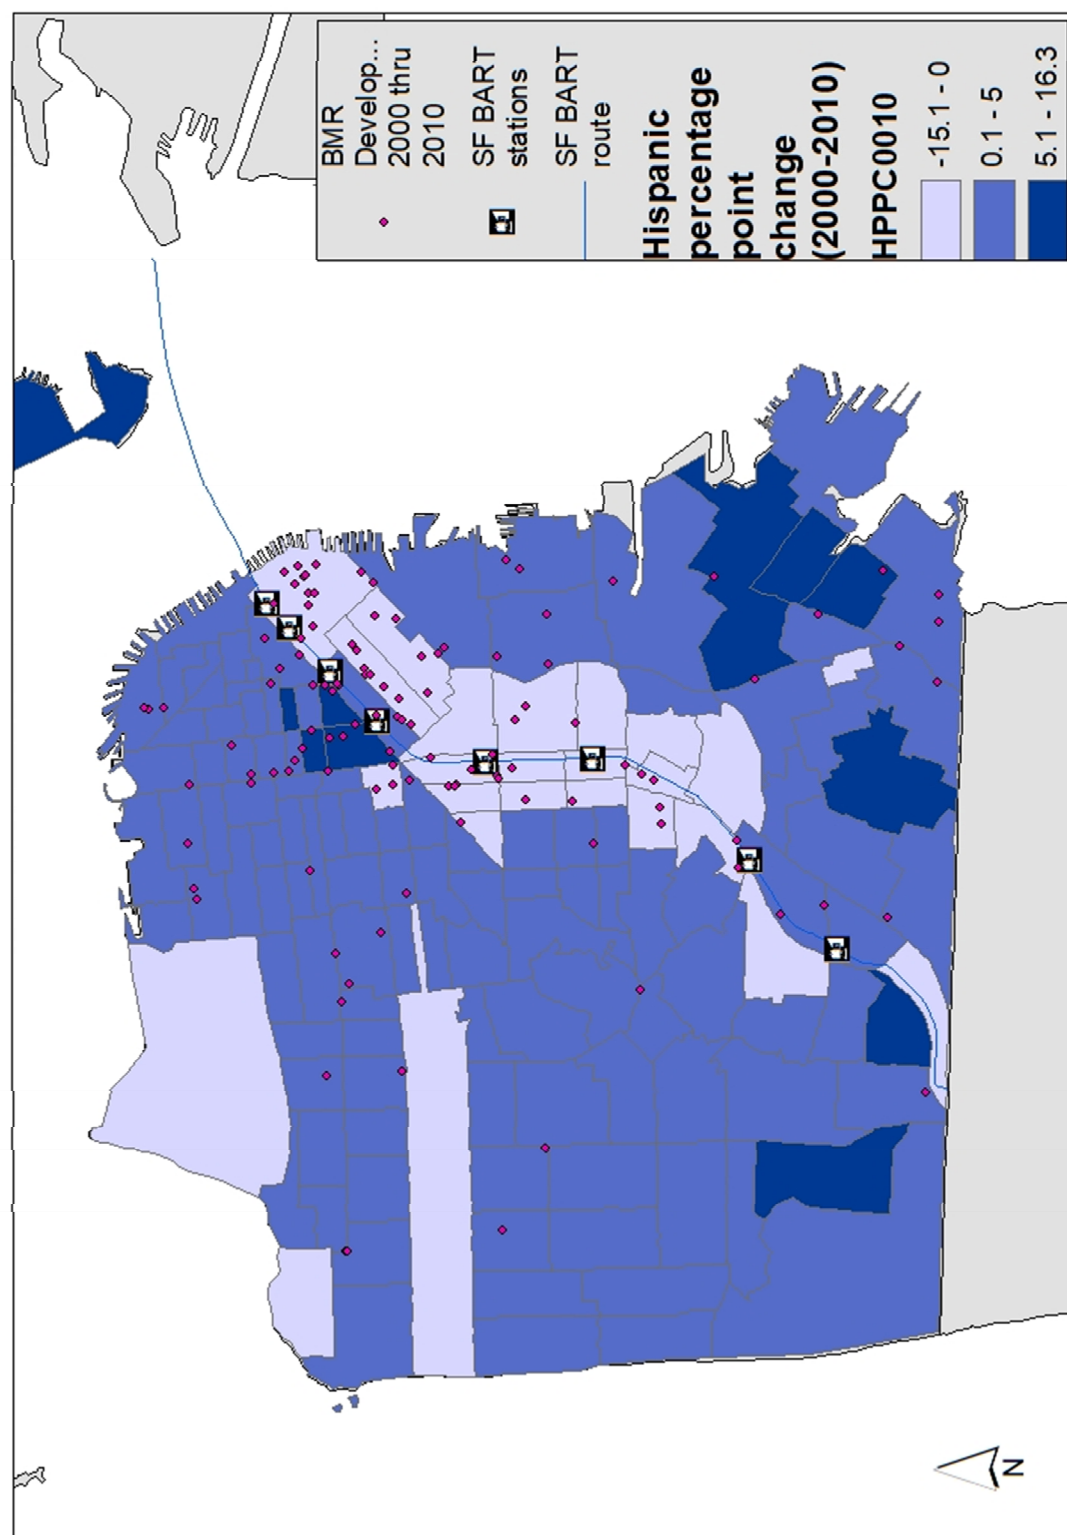 BMR
Develop...
2000 thru
2010
SF BART
stations
SF BART
route
Hispanic
percentage
point
change
(2000-2010)
HPPC0010
-15.1 - 0
0.1 - 5
5.1 - 16.3
N